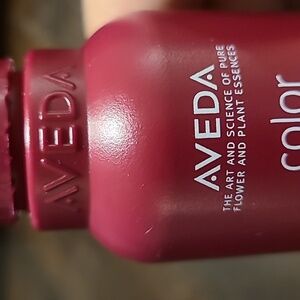 AVEDA
AVEDA
THE ART AND SCIENCE OF PURE
FLOWER AND PLANT ESSENCES
color